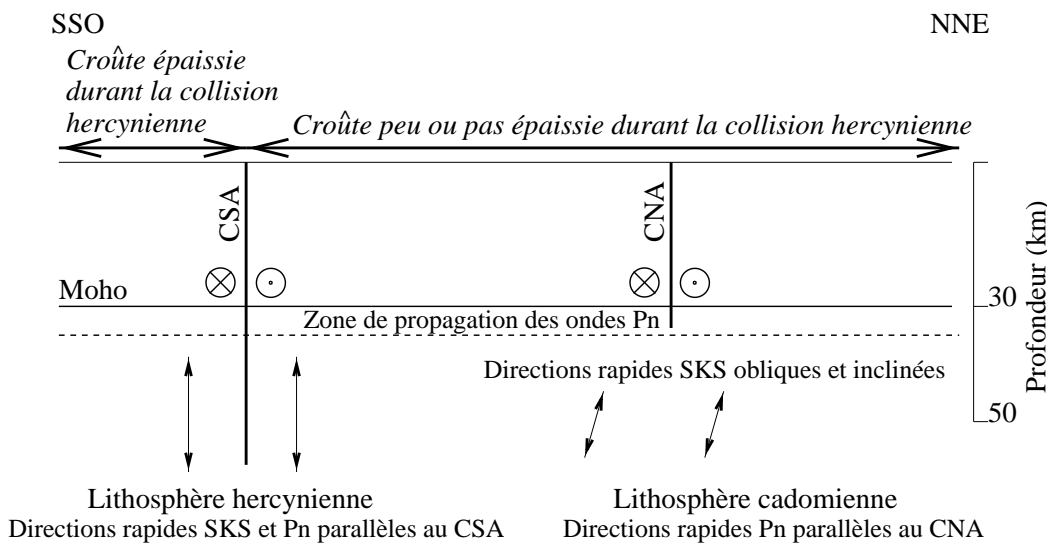 SSO
NNE
Croûte épaissie
durant la collision
hercynienne
Croûte peu ou pas épaissie durant la collision hercynienne
CSA
CNA
Moho
Zone de propagation des ondes Pn
30
50
Profondeur (km)
Directions rapides SKS obliques et inclinées
Lithosphère hercynienne
Directions rapides SKS et Pn parallèles au CSA
Lithosphère cadomienne
Directions rapides Pn parallèles au CNA